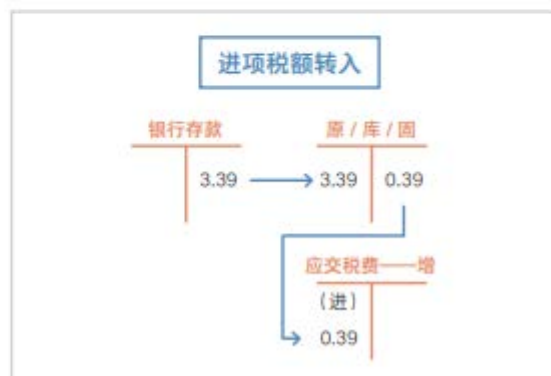 进项税额转入
银行存款 原/库/固
3.39 3.39 0.39
应交税费——增
(进)
0.39